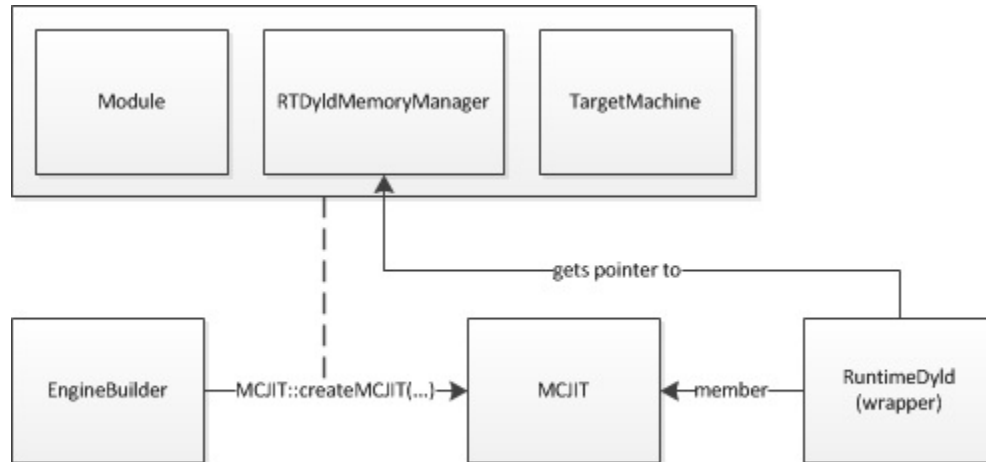 Module
RTDyldMemoryManager
TargetMachine
gets pointer to
EngineBuilder
MCJIT::createMCJIT(...)
MCJIT
member
RuntimeDyld
(wrapper)